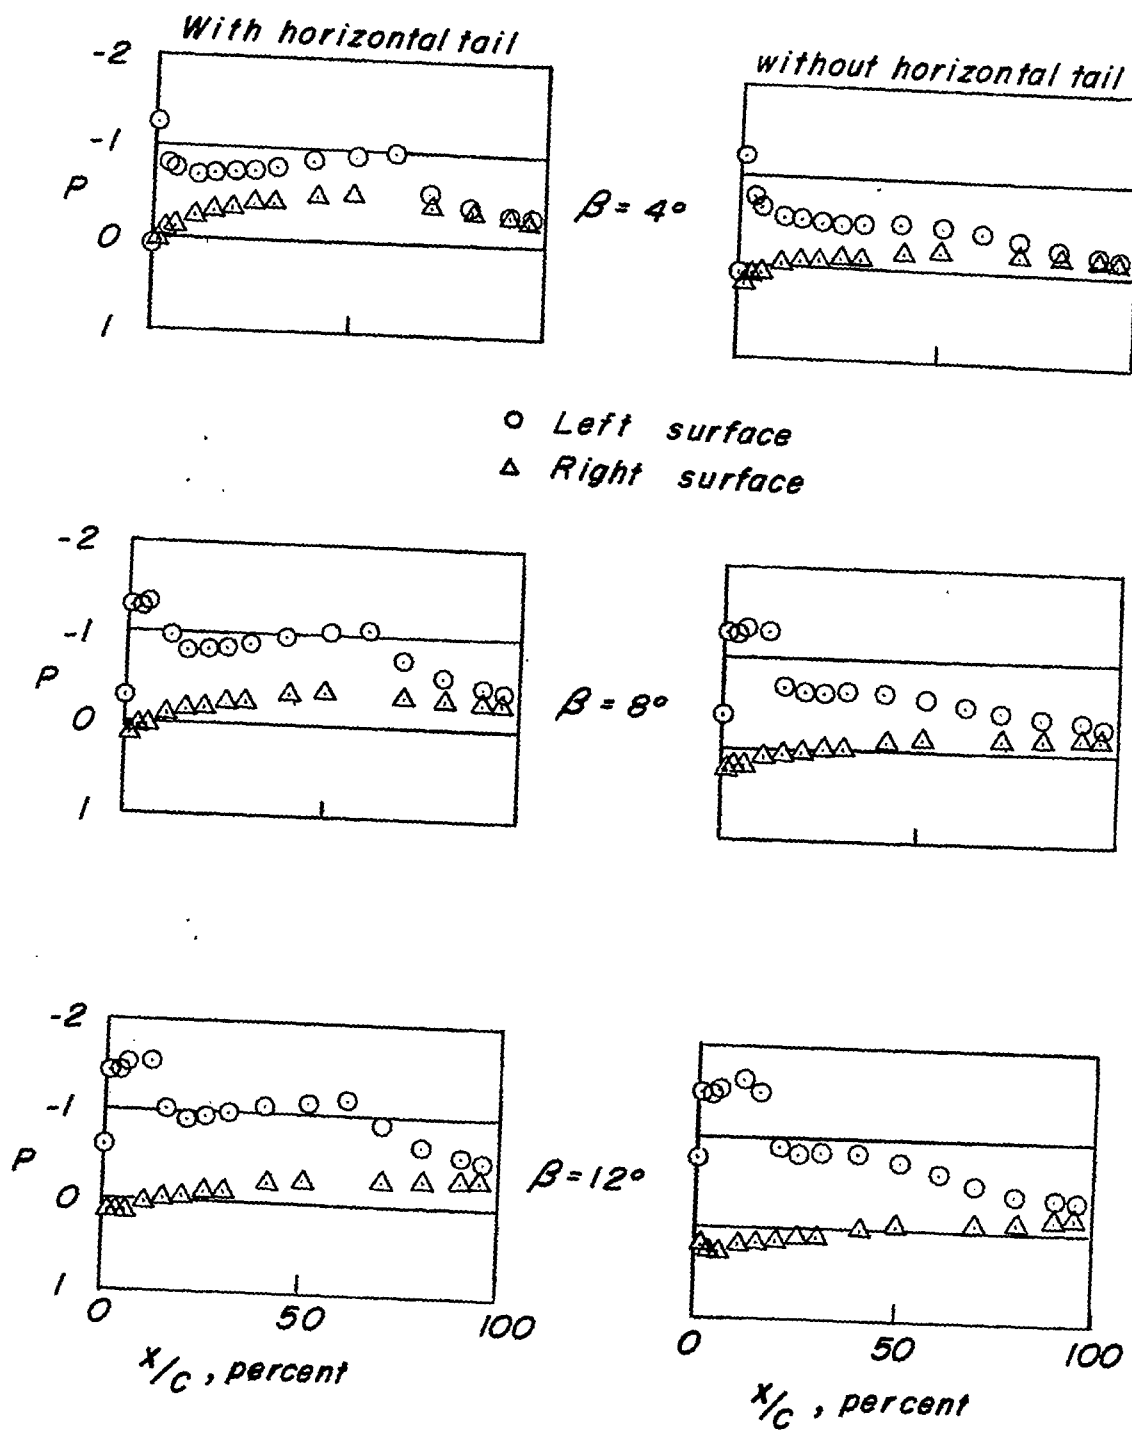 With horizontal tail
without horizontal tail
-2
-1
P
0
1
β = 4°
Left surface
Right surface
-2
-1
P
0
1
β = 8°
-2
-1
P
0
1
β = 12°
0 50 100
x/c, percent
0 50 100
x/c, percent